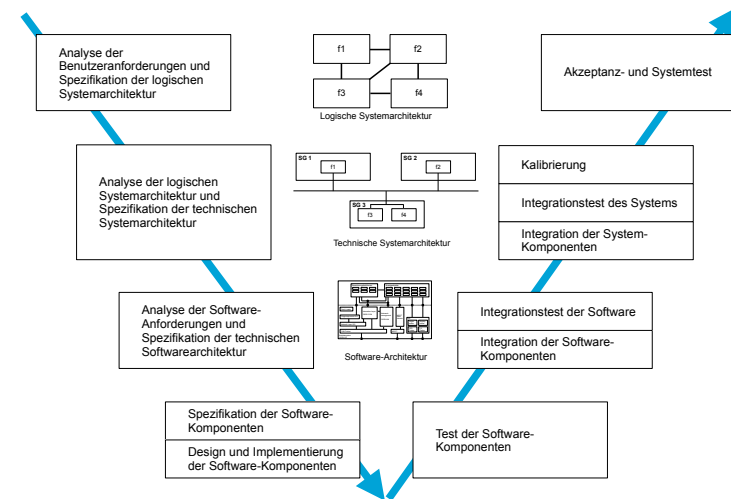 Analyse der
Benutzeranforderungen und
Spezifikation der logischen
Systemarchitektur
f1
f2
f3
f4
Logische Systemarchitektur
Akzeptanz- und Systemtest
Analyse der logischen
Systemarchitektur und
Spezifikation der technischen
Systemarchitektur
SG 1
f1
SG 2
f2
SG 3
f3
f4
Technische Systemarchitektur
Kalibrierung
Integrationstest des Systems
Integration der System-
Komponenten
Analyse der Software-
Anforderungen und
Spezifikation der technischen
Softwarearchitektur
Software-Architektur
Integrationstest der Software
Integration der Software-
Komponenten
Spezifikation der Software-
Komponenten
Design und Implementierung
der Software-Komponenten
Test der Software-
Komponenten